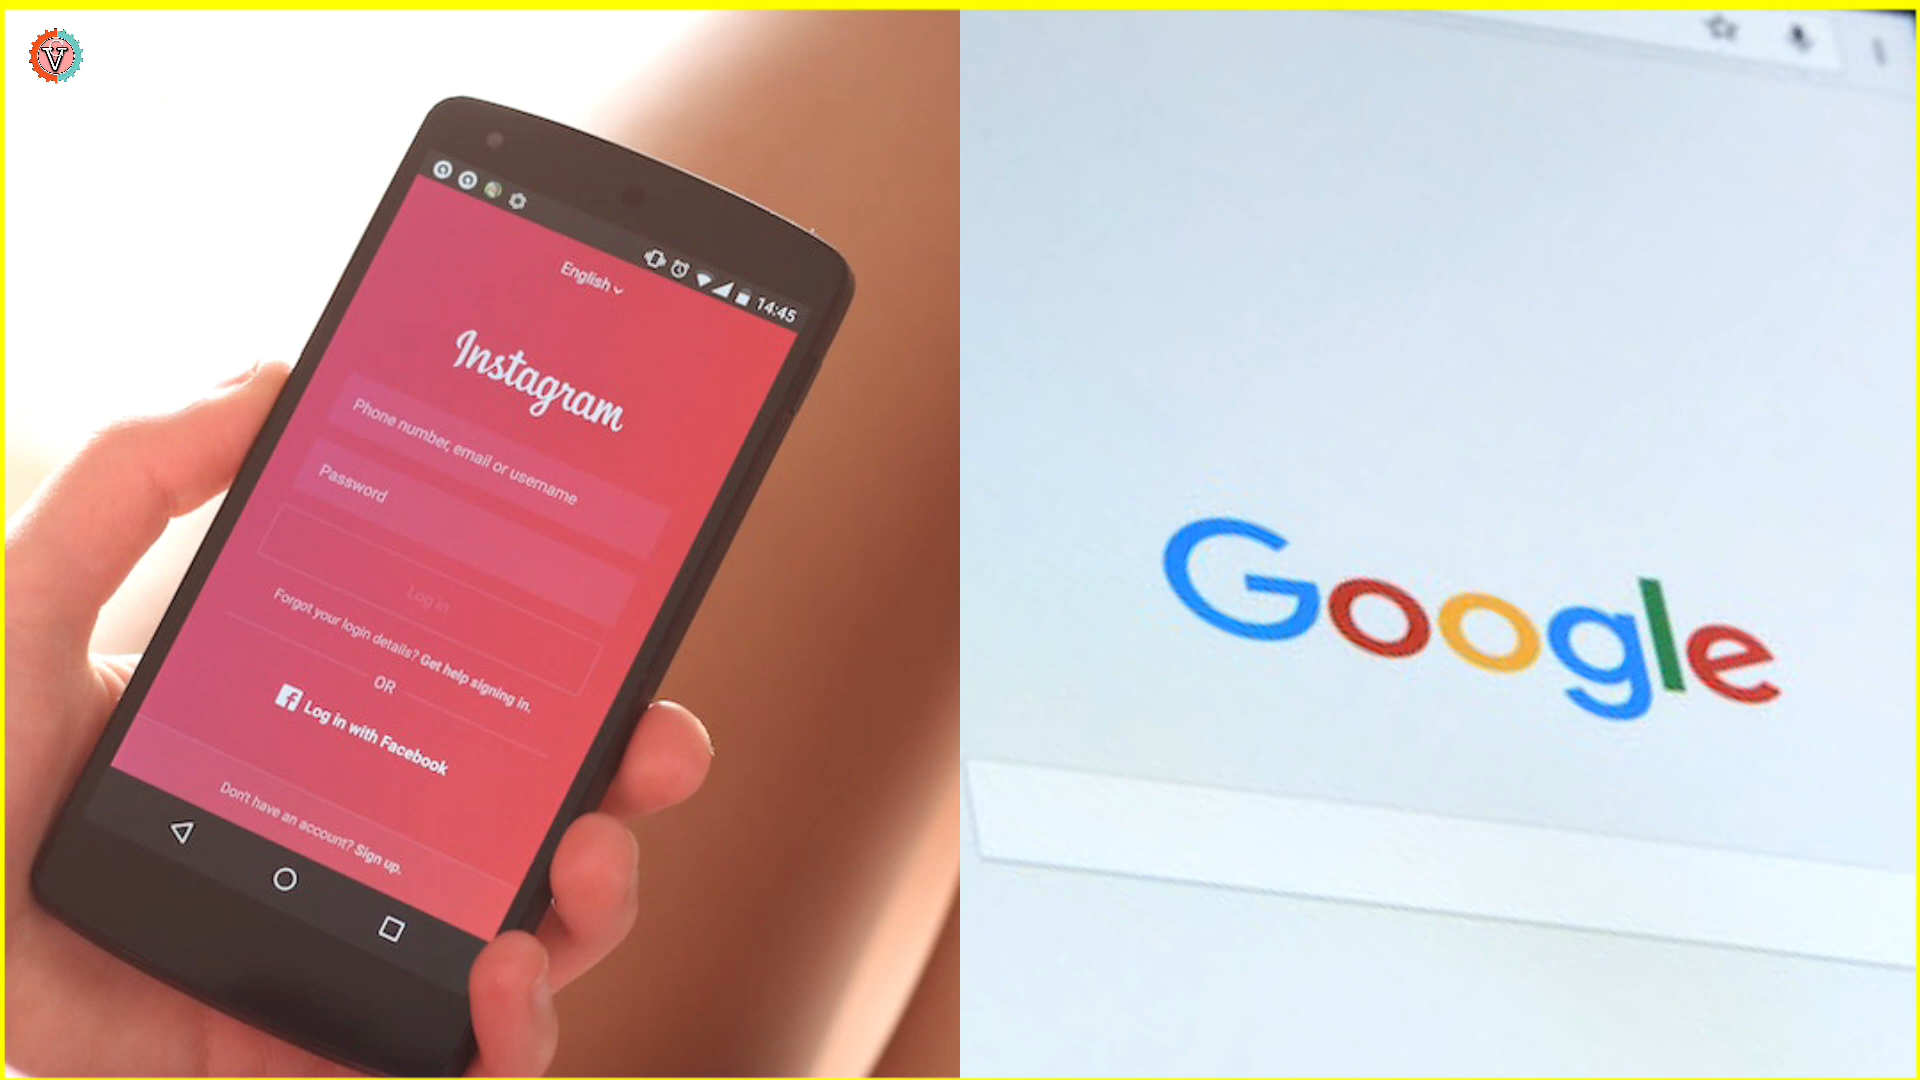 V
14:45
English
Instagram
Phone number, email or username
Password
Log in
Forgot your login details? Get help signing in.
OR
f Log in with Facebook
Don't have an account? Sign up.
Google